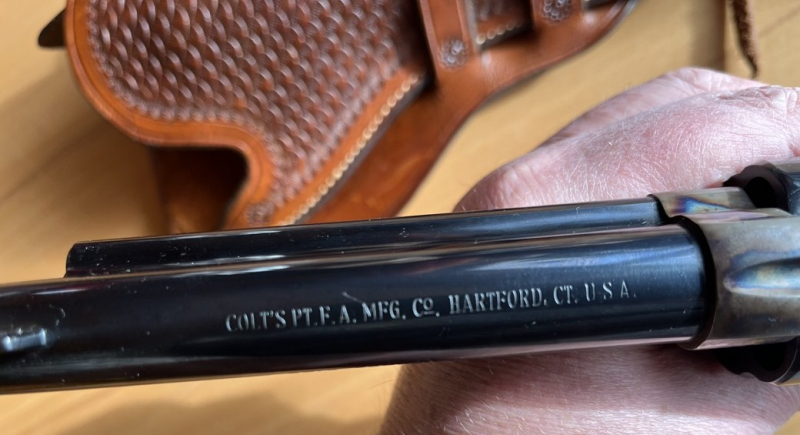 COLT'S PT. F. A. MFG. Co. HARTFORD. CT. U S A.